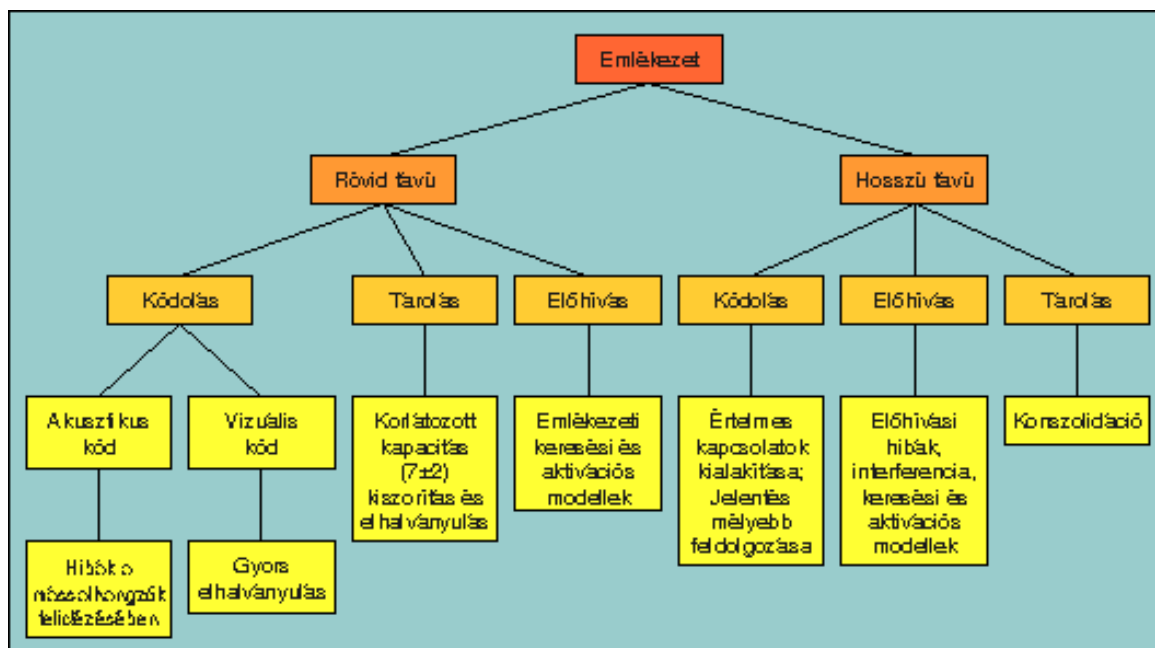 Emlékezet
Rövid távú
Hosszú távú
Kódolás
Tárolás
Előhívás
Kódolás
Előhívás
Tárolás
Akusztikus
kód
Vizuális
kód
Korlátozott
kapacitás
(7±2)
kiszorítás és
elhalványulás
Emlékezeti
keresési és
aktivációs
modellek
Értelmes
kapcsolatok
kialakítása;
Jelentés
mélyebb
feldolgozása
Előhívási
hibák,
interferencia,
keresési és
aktivációs
modellek
Konszolidáció
Hibák a
mássalhangzók
felidézésében
Gyors
elhalványulás